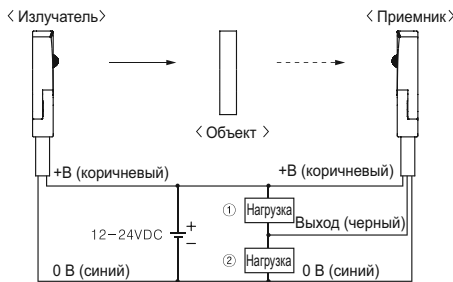 〈 Излучатель 〉
〈 Приемник 〉
〈 Объект 〉
+В (коричневый)
+В (коричневый)
① Нагрузка
Выход (черный)
12−24VDC
+
−
② Нагрузка
0 В (синий)
0 В (синий)